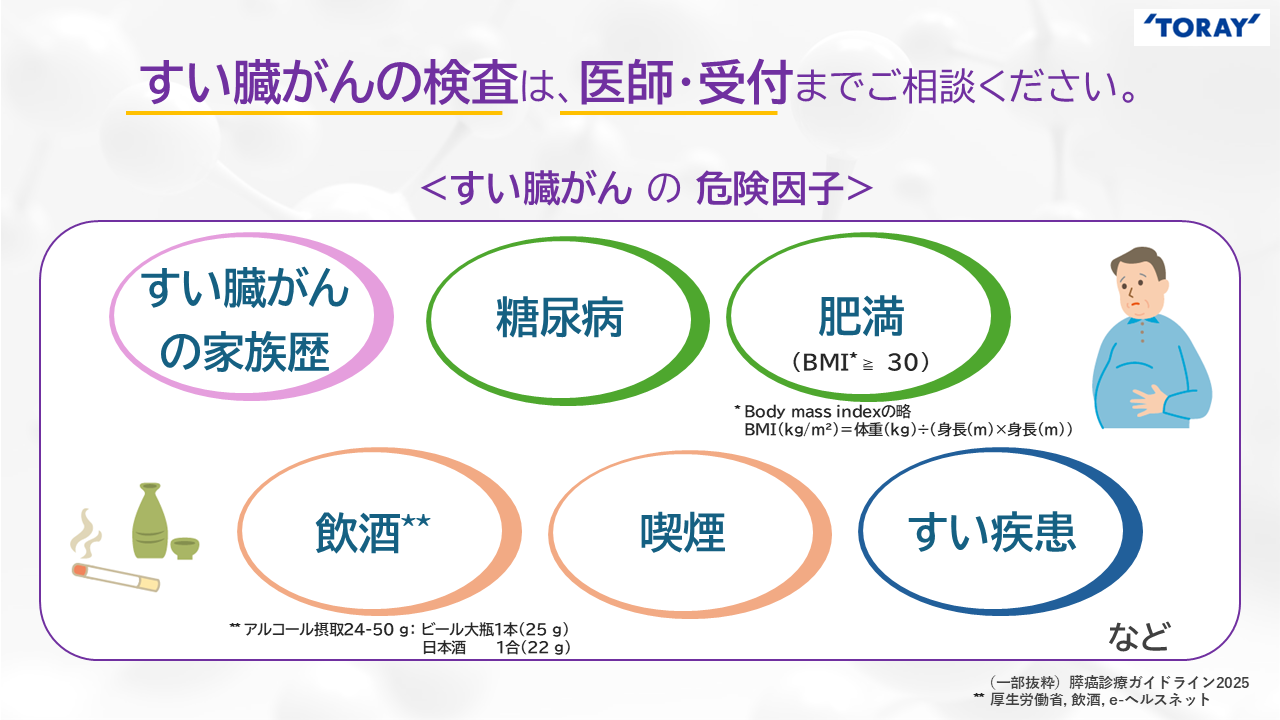 'TORAY'
すい臓がんの検査は、医師・受付までご相談ください。
<すい臓がん の 危険因子>
すい臓がん
の家族歴
糖尿病
肥満
（BMI* ≧ 30）
* Body mass indexの略
BMI（kg/m²）＝体重（kg）÷（身長（m）×身長（m））
飲酒**
喫煙
すい疾患
** アルコール摂取24-50 g： ビール大瓶1本（25 g）
日本酒　　1合（22 g）
など
（一部抜粋）膵癌診療ガイドライン2025
** 厚生労働省, 飲酒, e-ヘルスネット